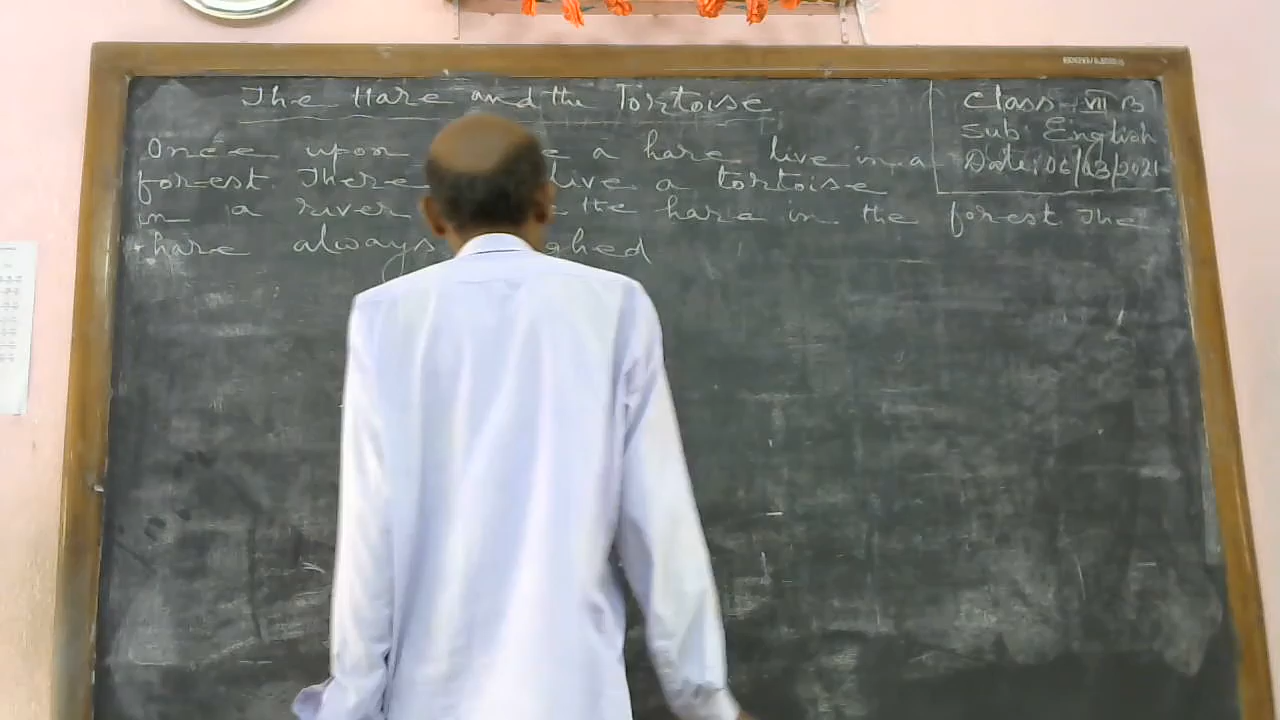 The Hare and the Tortoise
Class VII B
Sub English
Date: 06/03/2021
Once upon a hare live in a
forest. There live a tortoise
in a river the hare in the forest The
hare always